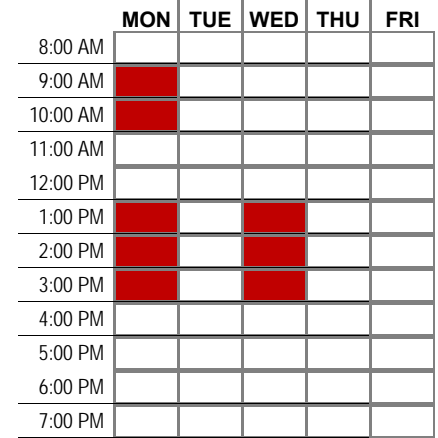 MON TUE WED THU FRI
8:00 AM
9:00 AM
10:00 AM
11:00 AM
12:00 PM
1:00 PM
2:00 PM
3:00 PM
4:00 PM
5:00 PM
6:00 PM
7:00 PM